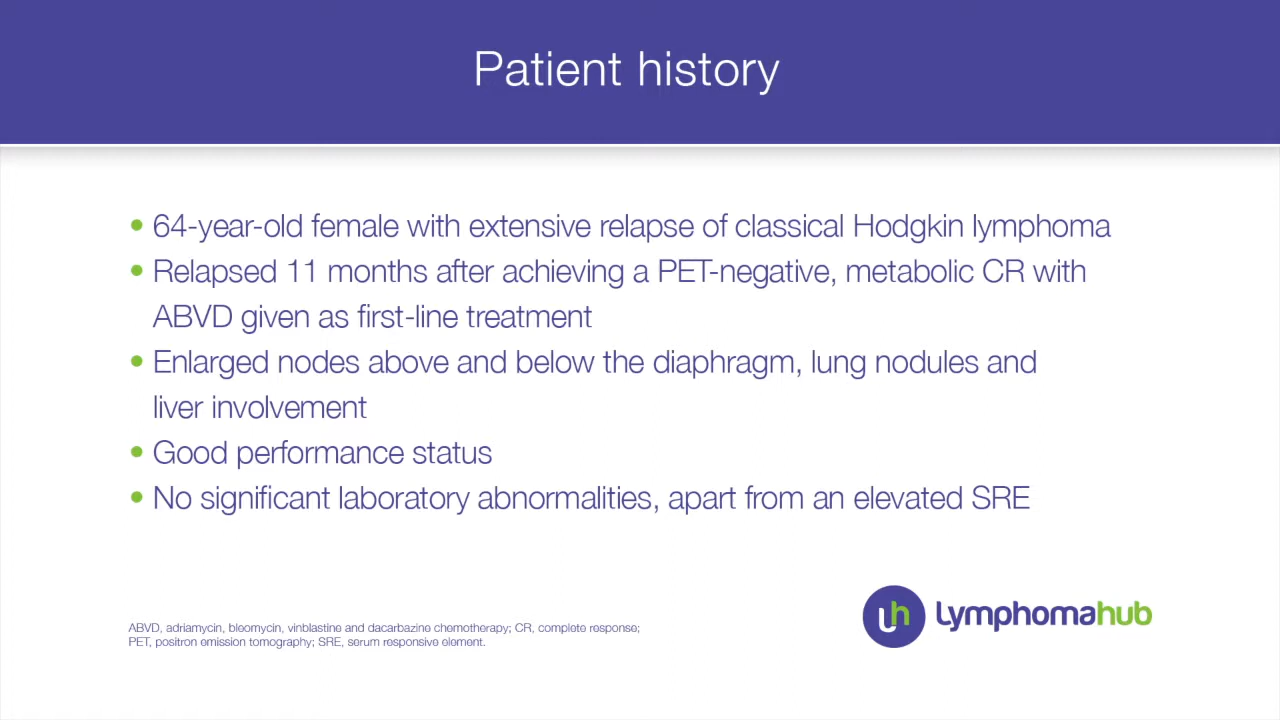 Patient history
• 64-year-old female with extensive relapse of classical Hodgkin lymphoma
• Relapsed 11 months after achieving a PET-negative, metabolic CR with
ABVD given as first-line treatment
• Enlarged nodes above and below the diaphragm, lung nodules and
liver involvement
• Good performance status
• No significant laboratory abnormalities, apart from an elevated SRE
ABVD, adriamycin, bleomycin, vinblastine and dacarbazine chemotherapy; CR, complete response;
PET, positron emission tomography; SRE, serum responsive element.
lh Lymphomahub